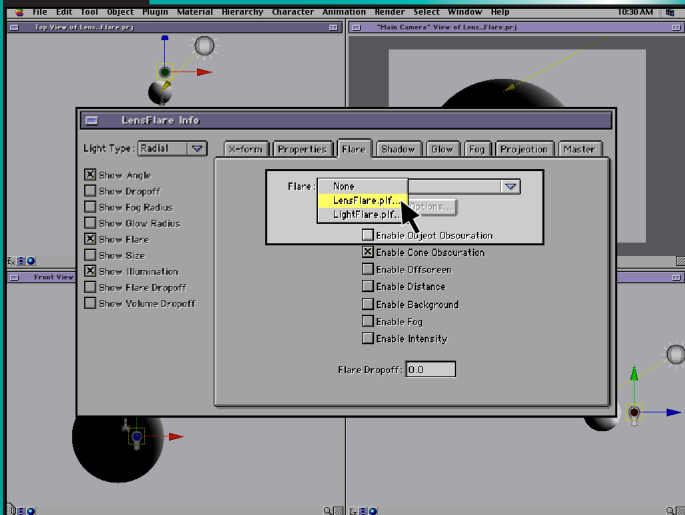 File Edit Tool Object Plugin Material Hierarchy Character Animation Render Select Window Help 10:30 AM
Top View of Lens_Flare.prj
"Main Camera" View of Lens_Flare.prj
LensFlare Info
Light Type: Radial
X-form Properties Flare Shadow Glow Fog Projection Master
Show Angle
Show Dropoff
Show Fog Radius
Show Glow Radius
Show Flare
Show Size
Show Illumination
Show Flare Dropoff
Show Volume Dropoff
Flare:
None
LensFlare.plf...
LightFlare.plf...
Options...
Enable Object Obscuration
Enable Cone Obscuration
Enable Offscreen
Enable Distance
Enable Background
Enable Fog
Enable Intensity
Flare Dropoff: 0.0
Front View